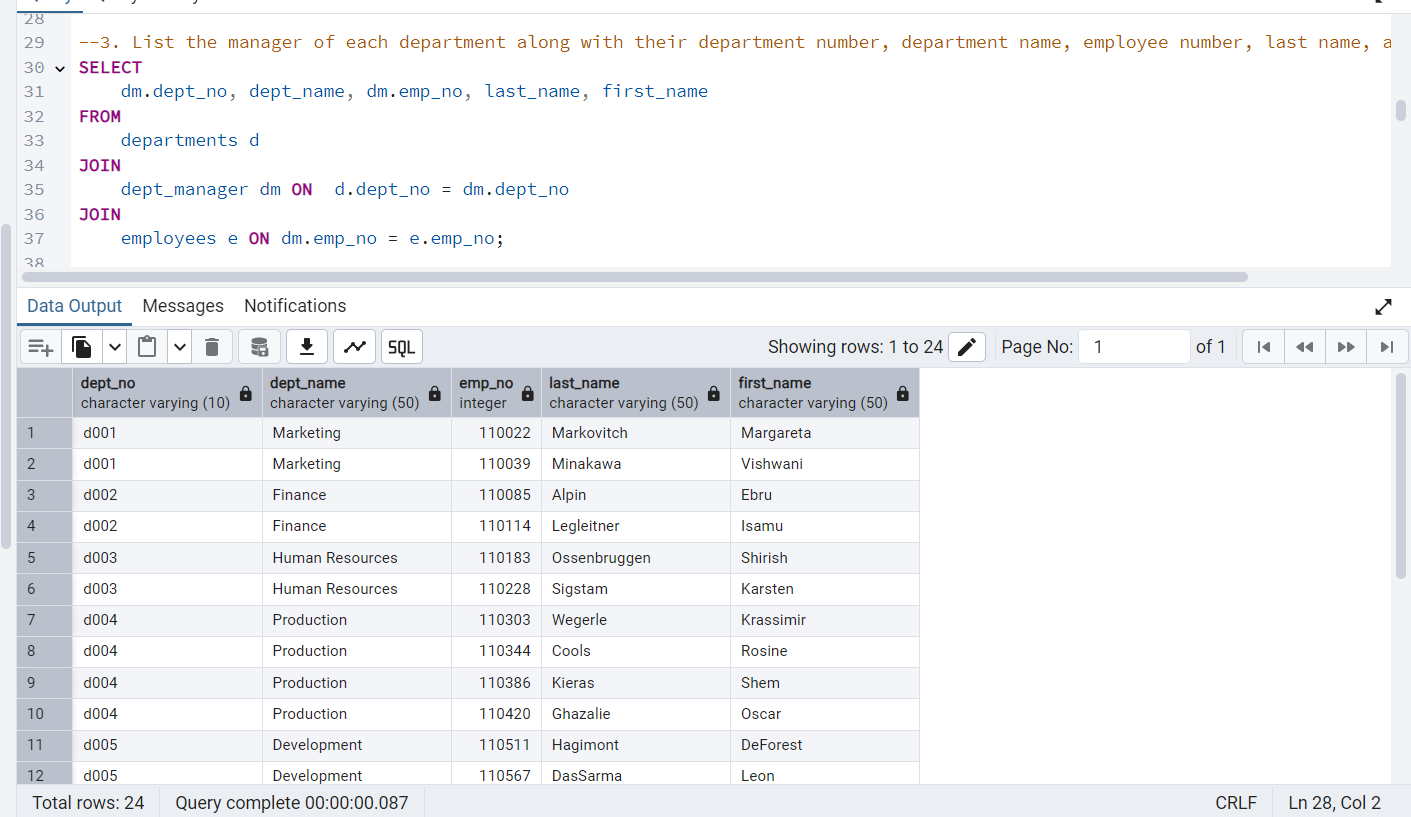 28
29 --3. List the manager of each department along with their department number, department name, employee number, last name, a
30 SELECT
31 dm.dept_no, dept_name, dm.emp_no, last_name, first_name
32 FROM
33 departments d
34 JOIN
35 dept_manager dm ON  d.dept_no = dm.dept_no
36 JOIN
37 employees e ON dm.emp_no = e.emp_no;
38
Data Output Messages Notifications
SQL Showing rows: 1 to 24 Page No: 1 of 1
dept_no dept_name emp_no last_name first_name
character varying (10) character varying (50) integer character varying (50) character varying (50)
1 d001 Marketing 110022 Markovitch Margareta
2 d001 Marketing 110039 Minakawa Vishwani
3 d002 Finance 110085 Alpin Ebru
4 d002 Finance 110114 Legleitner Isamu
5 d003 Human Resources 110183 Ossenbruggen Shirish
6 d003 Human Resources 110228 Sigstam Karsten
7 d004 Production 110303 Wegerle Krassimir
8 d004 Production 110344 Cools Rosine
9 d004 Production 110386 Kieras Shem
10 d004 Production 110420 Ghazalie Oscar
11 d005 Development 110511 Hagimont DeForest
12 d005 Development 110567 DasSarma Leon
Total rows: 24 Query complete 00:00:00.087 CRLF Ln 28, Col 2